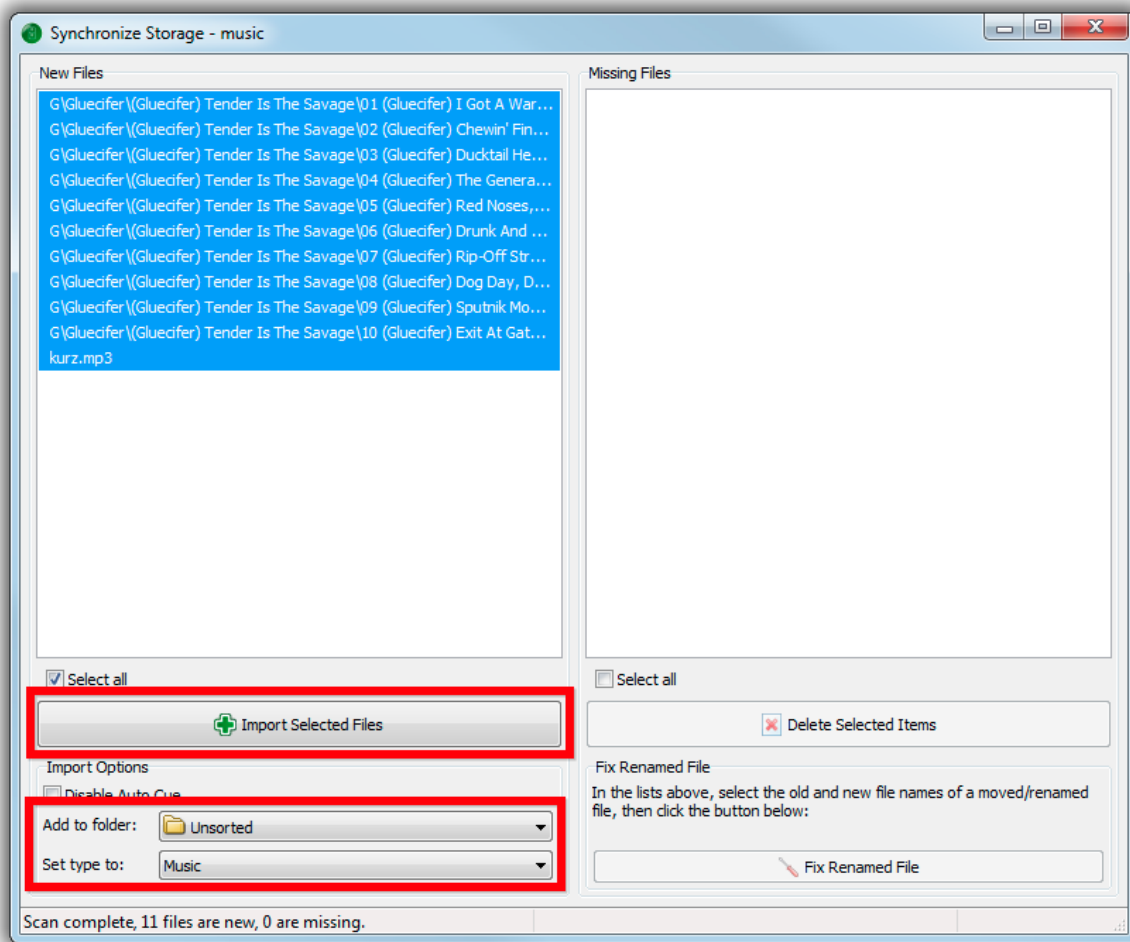 Synchronize Storage - music
New Files
G\Gluecifer\(Gluecifer) Tender Is The Savage\01 (Gluecifer) I Got A War...
G\Gluecifer\(Gluecifer) Tender Is The Savage\02 (Gluecifer) Chewin' Fin...
G\Gluecifer\(Gluecifer) Tender Is The Savage\03 (Gluecifer) Ducktail He...
G\Gluecifer\(Gluecifer) Tender Is The Savage\04 (Gluecifer) The Genera...
G\Gluecifer\(Gluecifer) Tender Is The Savage\05 (Gluecifer) Red Noses,...
G\Gluecifer\(Gluecifer) Tender Is The Savage\06 (Gluecifer) Drunk And ...
G\Gluecifer\(Gluecifer) Tender Is The Savage\07 (Gluecifer) Rip-Off Str...
G\Gluecifer\(Gluecifer) Tender Is The Savage\08 (Gluecifer) Dog Day, D...
G\Gluecifer\(Gluecifer) Tender Is The Savage\09 (Gluecifer) Sputnik Mo...
G\Gluecifer\(Gluecifer) Tender Is The Savage\10 (Gluecifer) Exit At Gat...
kurz.mp3
Select all
Import Selected Files
Import Options
Disable Auto Cue
Add to folder: Unsorted
Set type to: Music
Missing Files
Select all
Delete Selected Items
Fix Renamed File
In the lists above, select the old and new file names of a moved/renamed
file, then click the button below:
Fix Renamed File
Scan complete, 11 files are new, 0 are missing.